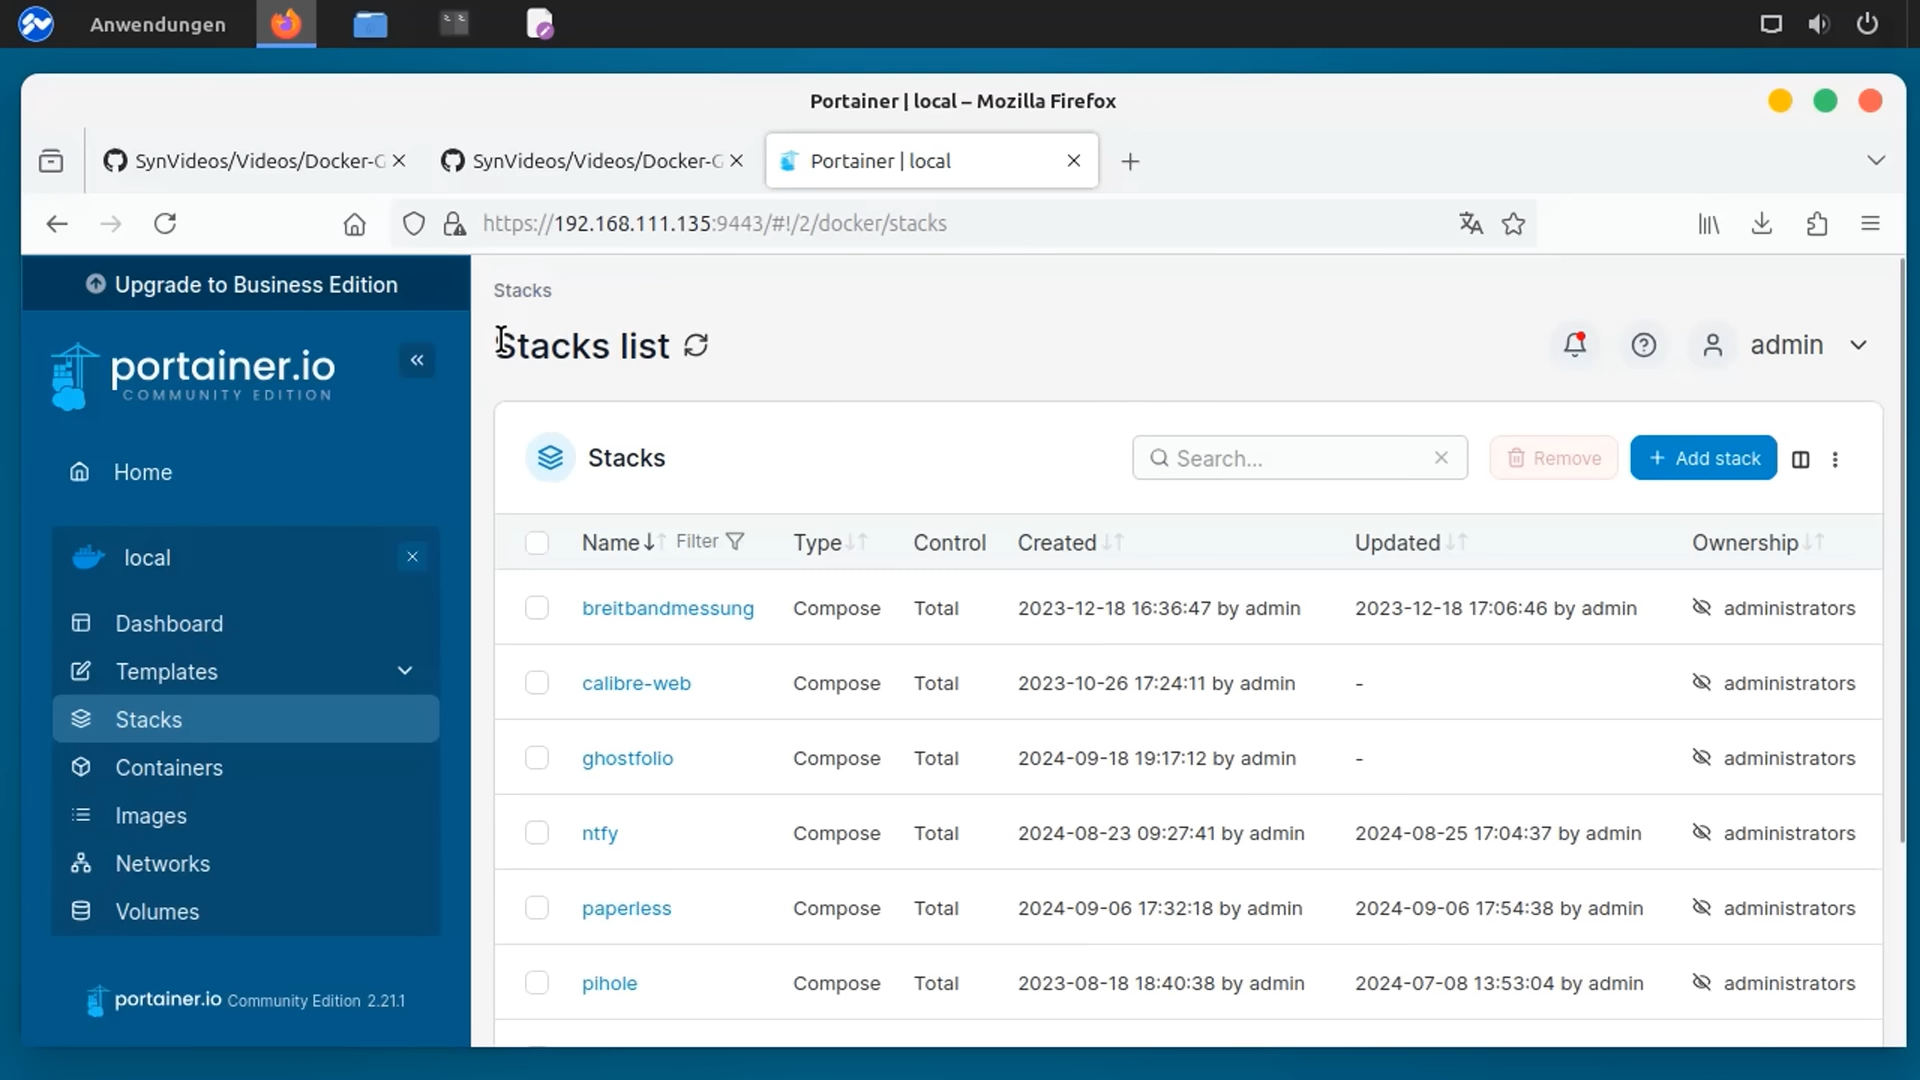 Anwendungen
Portainer | local – Mozilla Firefox
SynVideos/Videos/Docker-G
SynVideos/Videos/Docker-G
Portainer | local
https://192.168.111.135:9443/#!/2/docker/stacks
Upgrade to Business Edition
portainer.io
COMMUNITY EDITION
Home
local
Dashboard
Templates
Stacks
Containers
Images
Networks
Volumes
portainer.io Community Edition 2.21.1
Stacks
Stacks list
admin
Stacks
Search...
Remove
+ Add stack
Name Filter Type Control Created Updated Ownership
breitbandmessung Compose Total 2023-12-18 16:36:47 by admin 2023-12-18 17:06:46 by admin administrators
calibre-web Compose Total 2023-10-26 17:24:11 by admin - administrators
ghostfolio Compose Total 2024-09-18 19:17:12 by admin - administrators
ntfy Compose Total 2024-08-23 09:27:41 by admin 2024-08-25 17:04:37 by admin administrators
paperless Compose Total 2024-09-06 17:32:18 by admin 2024-09-06 17:54:38 by admin administrators
pihole Compose Total 2023-08-18 18:40:38 by admin 2024-07-08 13:53:04 by admin administrators